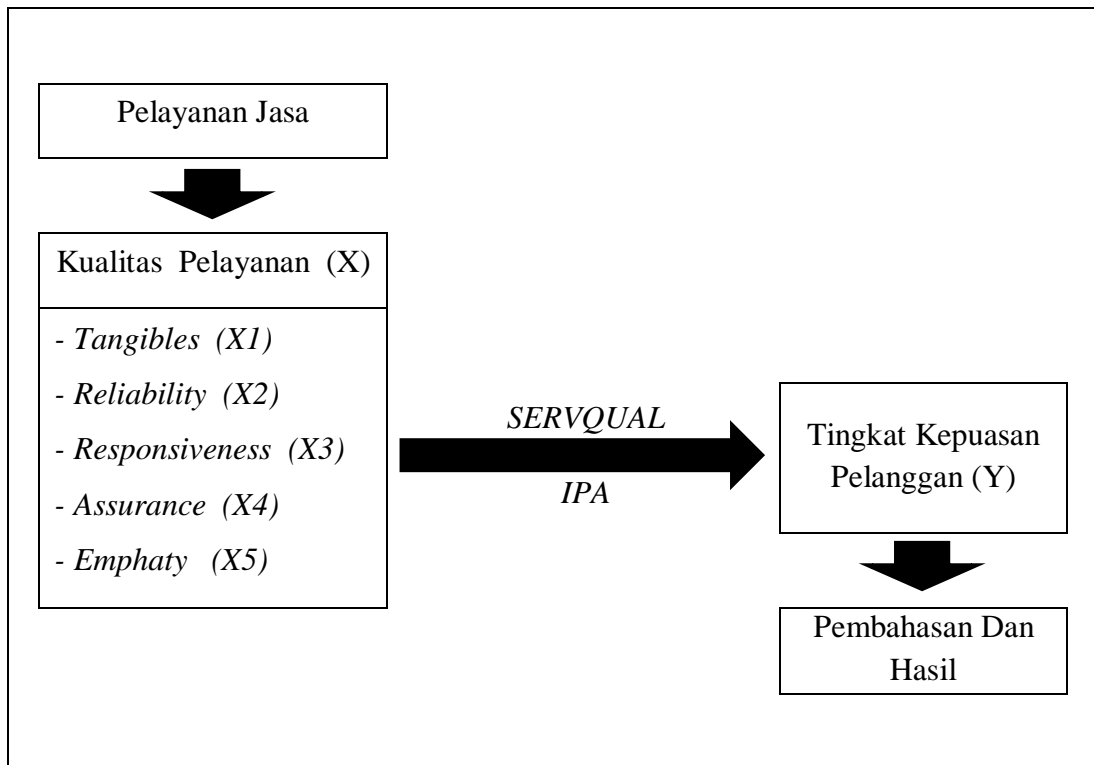 Pelayanan Jasa
Kualitas Pelayanan (X)
- Tangibles (X1)
- Reliability (X2)
- Responsiveness (X3)
- Assurance (X4)
- Emphaty (X5)
SERVQUAL
IPA
Tingkat Kepuasan
Pelanggan (Y)
Pembahasan Dan
Hasil